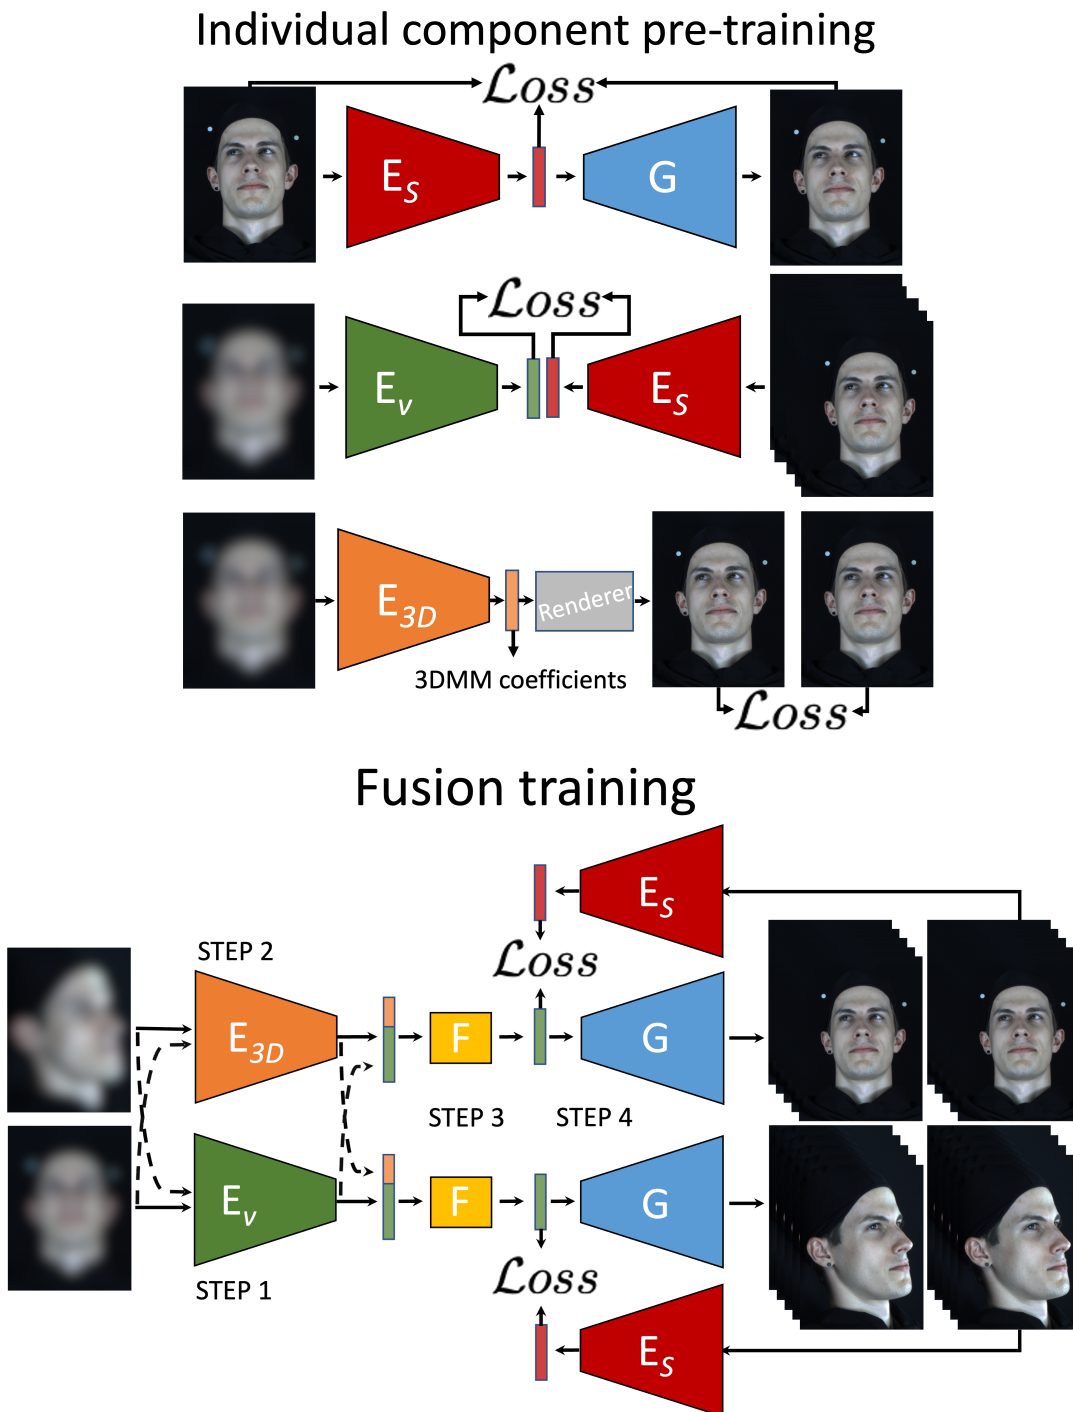 Individual component pre-training
Loss
E_S
G
Loss
E_v
E_S
E_3D
Renderer
3DMM coefficients
Loss
Fusion training
E_S
STEP 2
Loss
E_3D
F
G
STEP 3
STEP 4
E_v
F
G
STEP 1
Loss
E_S